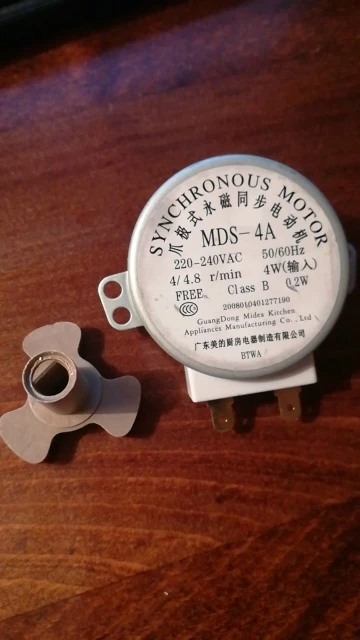 SYNCHRONOUS MOTOR
爪极式永磁同步电动机
MDS-4A
220-240VAC 50/60Hz
4/4.8 r/min 4W(输入)
FREE Class B 0.2W
2008010401277190
GuangDong Midea Kitchen
Appliances Manufacturing Co., Ltd
广东美的厨房电器制造有限公司
BTWA